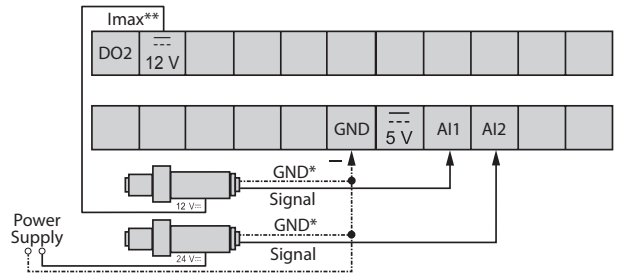 Imax**
DO2
12 V
GND
5 V
AI1
AI2
–
GND*
Signal
12 V
GND*
Signal
24 V
Power
Supply